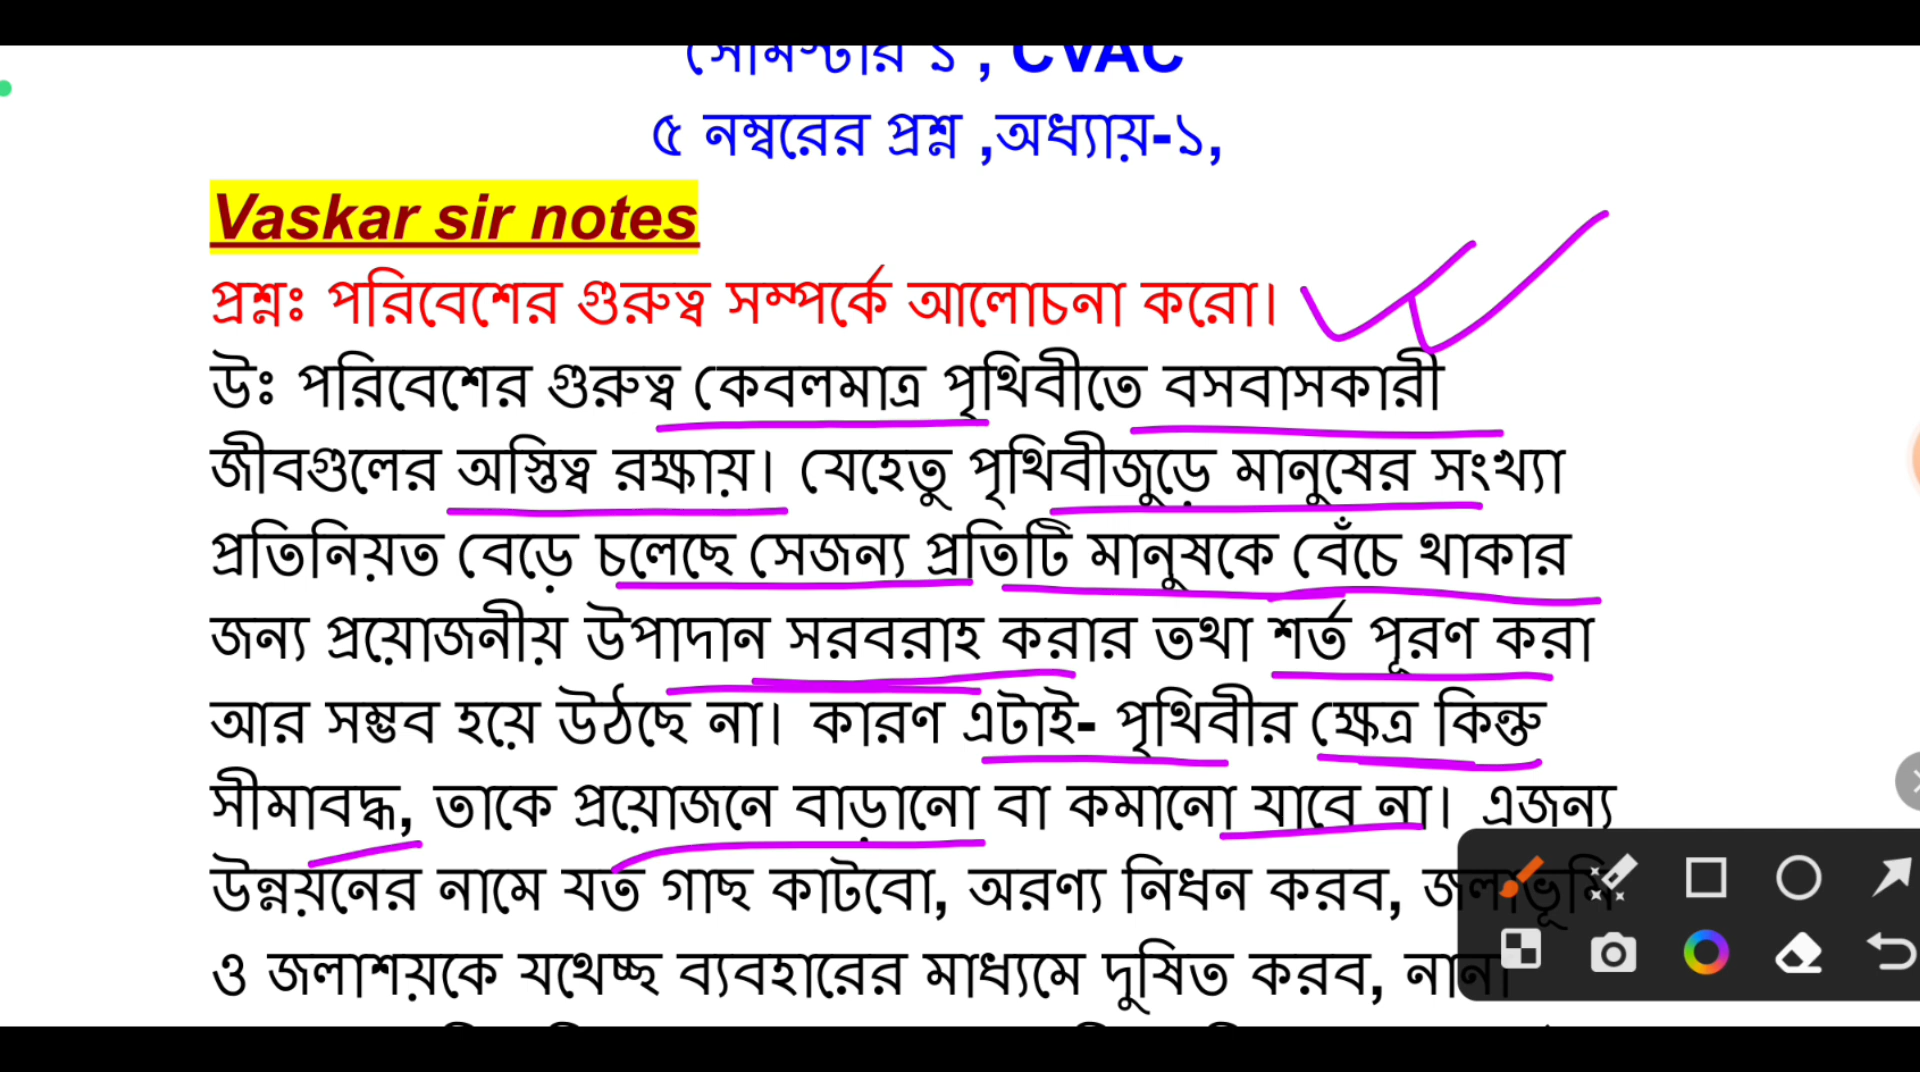 সেমিস্টার ১ , CVAC
৫ নম্বরের প্রশ্ন ,অধ্যায়-১,
Vaskar sir notes
প্রশ্নঃ পরিবেশের গুরুত্ব সম্পর্কে আলোচনা করো।
উঃ পরিবেশের গুরুত্ব কেবলমাত্র পৃথিবীতে বসবাসকারী
জীবগুলের অস্তিত্ব রক্ষায়। যেহেতু পৃথিবীজুড়ে মানুষের সংখ্যা
প্রতিনিয়ত বেড়ে চলেছে সেজন্য প্রতিটি মানুষকে বেঁচে থাকার
জন্য প্রয়োজনীয় উপাদান সরবরাহ করার তথা শর্ত পূরণ করা
আর সম্ভব হয়ে উঠছে না। কারণ এটাই- পৃথিবীর ক্ষেত্র কিন্তু
সীমাবদ্ধ, তাকে প্রয়োজনে বাড়ানো বা কমানো যাবে না। এজন্য
উন্নয়নের নামে যত গাছ কাটবো, অরণ্য নিধন করব, জলাভূমি
ও জলাশয়কে যথেচ্ছ ব্যবহারের মাধ্যমে দুষিত করব, নানা